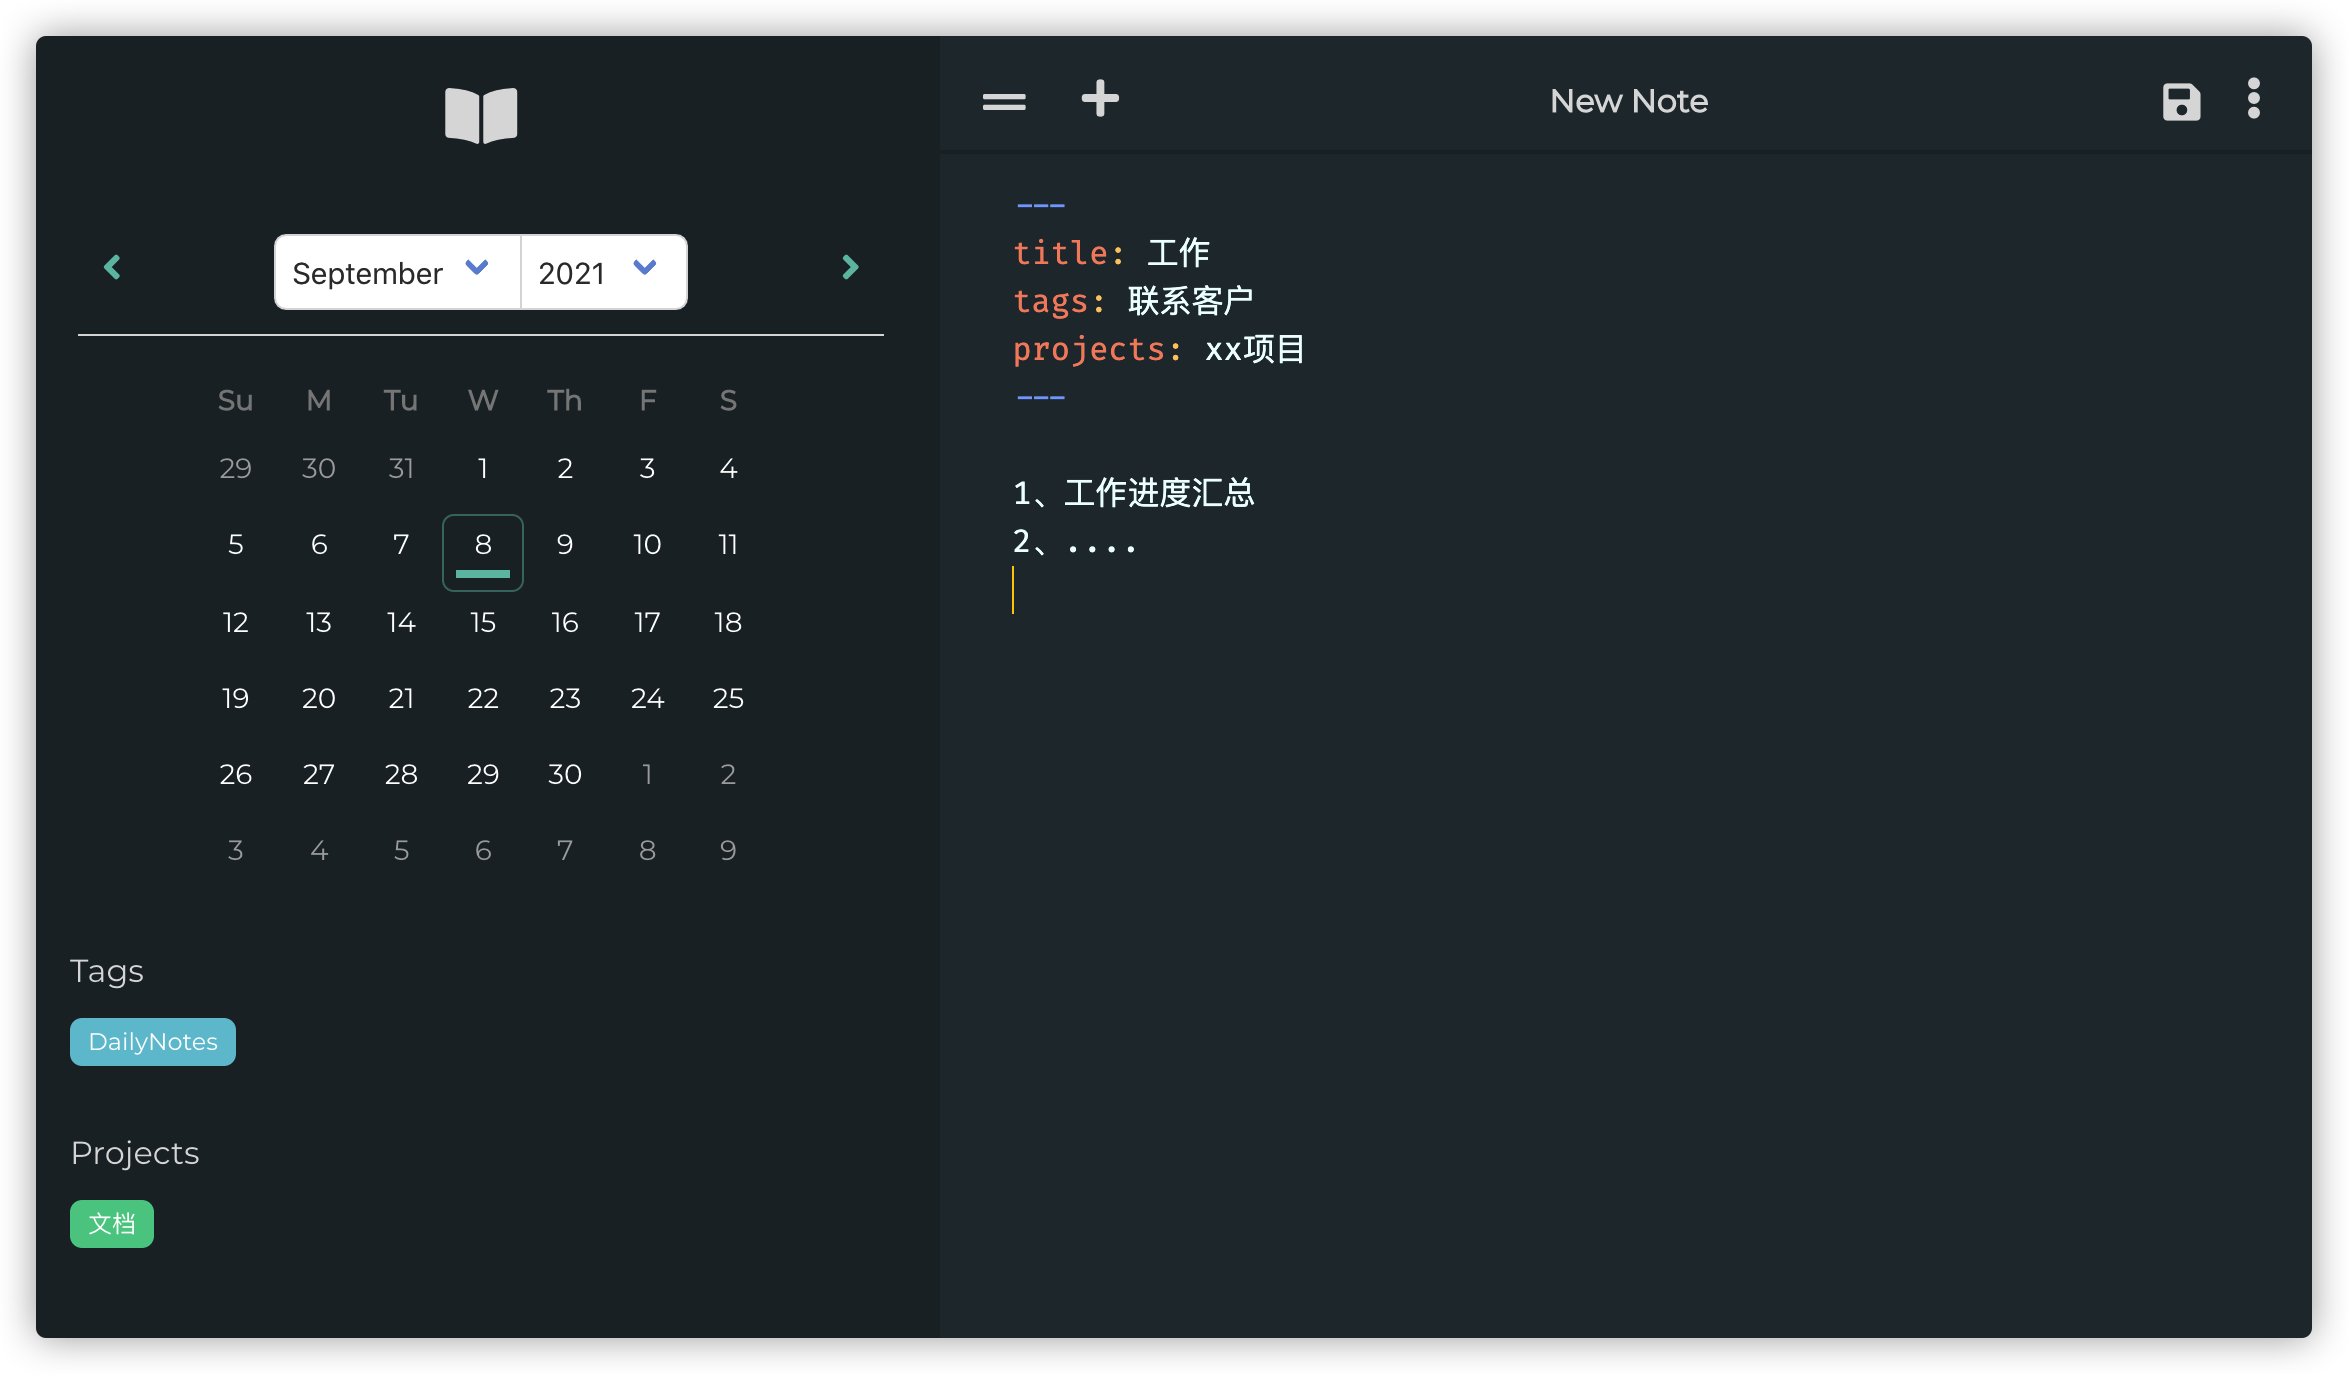 September 2021
Su M Tu W Th F S
29 30 31 1 2 3 4
5 6 7 8 9 10 11
12 13 14 15 16 17 18
19 20 21 22 23 24 25
26 27 28 29 30 1 2
3 4 5 6 7 8 9
Tags
DailyNotes
Projects
文档
New Note
---
title: 工作
tags: 联系客户
projects: xx项目
---
1、工作进度汇总
2、....